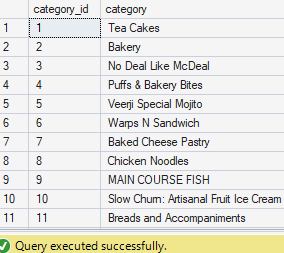 category_id category
1 1 Tea Cakes
2 2 Bakery
3 3 No Deal Like McDeal
4 4 Puffs & Bakery Bites
5 5 Veerji Special Mojito
6 6 Warps N Sandwich
7 7 Baked Cheese Pastry
8 8 Chicken Noodles
9 9 MAIN COURSE FISH
10 10 Slow Churn: Artisanal Fruit Ice Cream
11 11 Breads and Accompaniments
Query executed successfully.